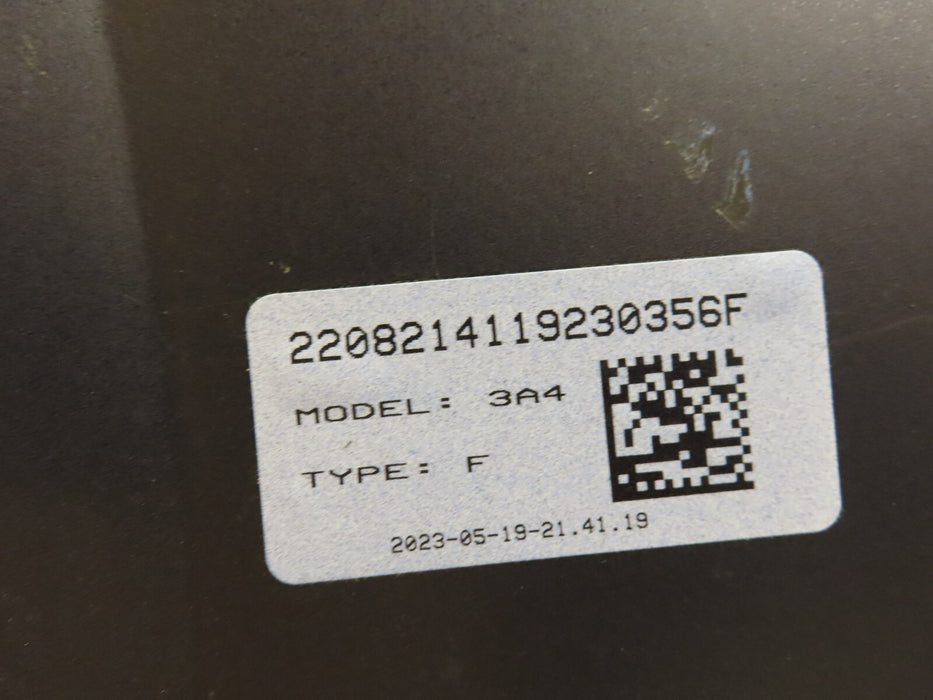 2208214119230356F
MODEL: 3A4
TYPE: F
2023-05-19-21.41.19